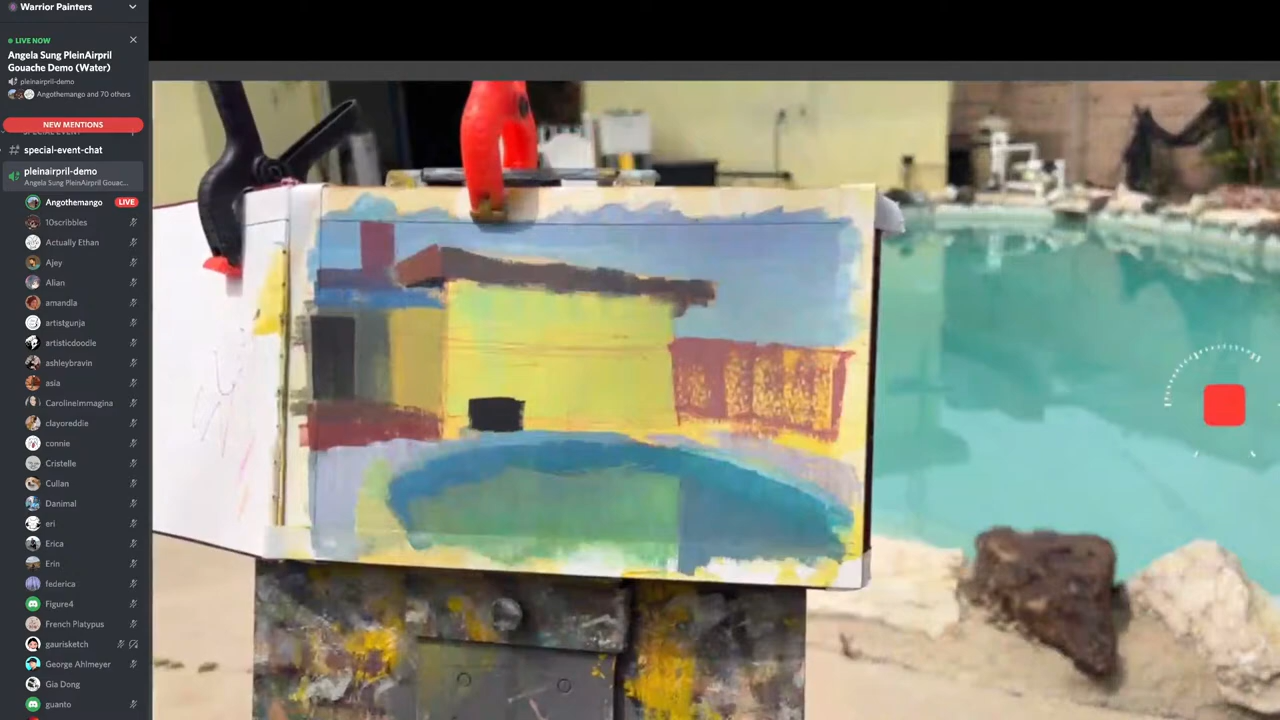 Warrior Painters
LIVE NOW
Angela Sung PleinAirpril
Gouache Demo (Water)
pleinairpril-demo
Angothemango and 70 others
NEW MENTIONS
SPECIAL EVENT
special-event-chat
pleinairpril-demo
Angela Sung PleinAirpril Gouac...
Angothemango LIVE
10scribbles
Actually Ethan
Ajey
Alian
amandla
artistgunja
artisticdoodle
ashleybravin
asia
Carolineimmagina
clayoreddie
connie
Cristelle
Cullan
Danimal
eri
Erica
Erin
federica
Figure4
French Platypus
gaurisketch
George Ahlmeyer
Gia Dong
guanto